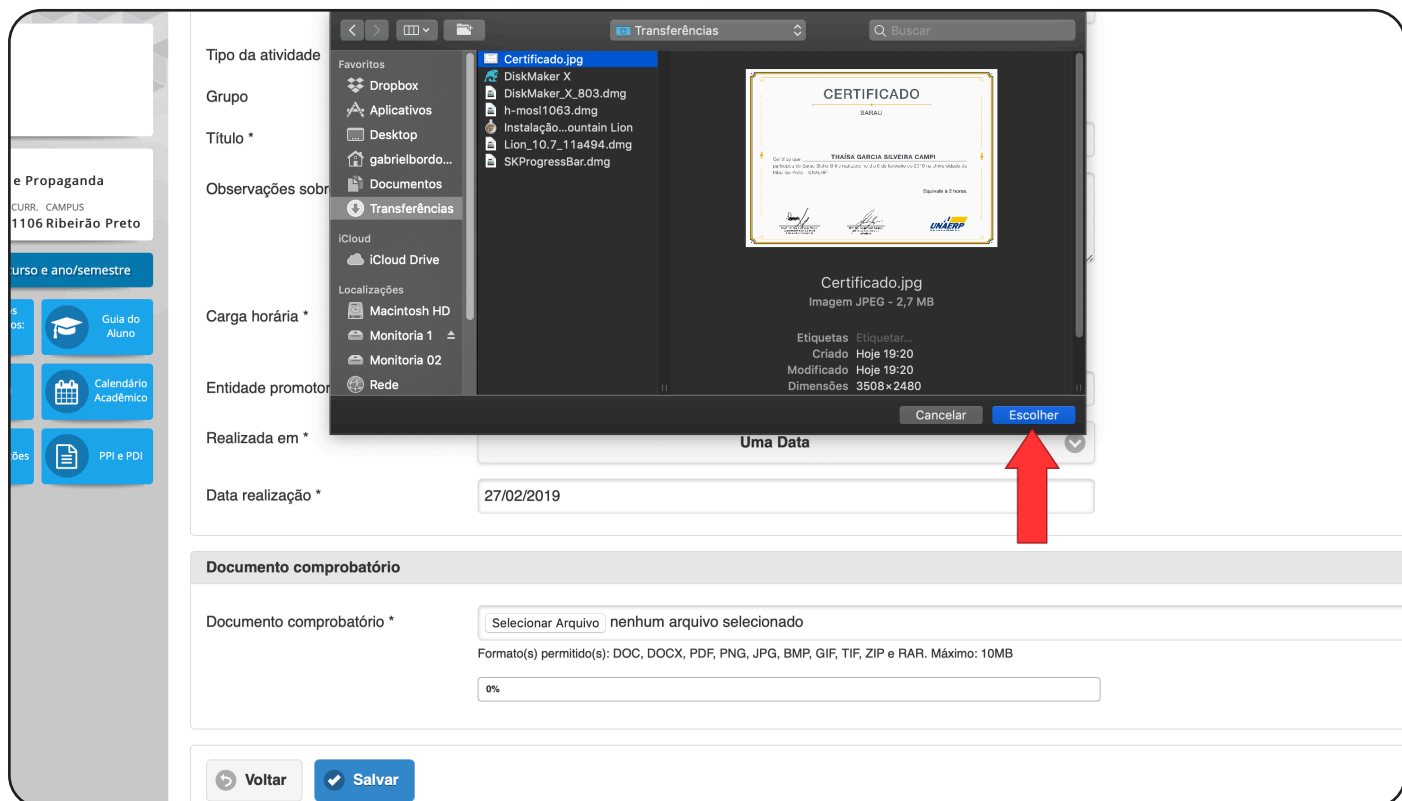 Transferências
Buscar
Favoritos
Dropbox
Aplicativos
Desktop
gabrielbordo...
Documentos
Transferências
iCloud
iCloud Drive
Localizações
Macintosh HD
Monitoria 1
Monitoria 02
Rede
Certificado.jpg
DiskMaker X
DiskMaker_X_803.dmg
h-mosl1063.dmg
Instalação...ountain Lion
Lion_10.7_11a494.dmg
SKProgressBar.dmg
CERTIFICADO
SARAU
THAÍSA GARCIA SILVEIRA CAMPI
Equivale a 2 horas.
UNAERP
Certificado.jpg
Imagem JPEG - 2,7 MB
Etiquetas Etiquetar...
Criado Hoje 19:20
Modificado Hoje 19:20
Dimensões 3508×2480
Cancelar
Escolher
e Propaganda
CURR. CAMPUS
1106 Ribeirão Preto
urso e ano/semestre
os:
Guia do
Aluno
Calendário
Acadêmico
ões
PPI e PDI
Tipo da atividade
Grupo
Título *
Observações sobr
Carga horária *
Entidade promotor
Realizada em *
Uma Data
Data realização *
27/02/2019
Documento comprobatório
Documento comprobatório *
Selecionar Arquivo nenhum arquivo selecionado
Formato(s) permitido(s): DOC, DOCX, PDF, PNG, JPG, BMP, GIF, TIF, ZIP e RAR. Máximo: 10MB
0%
Voltar
Salvar